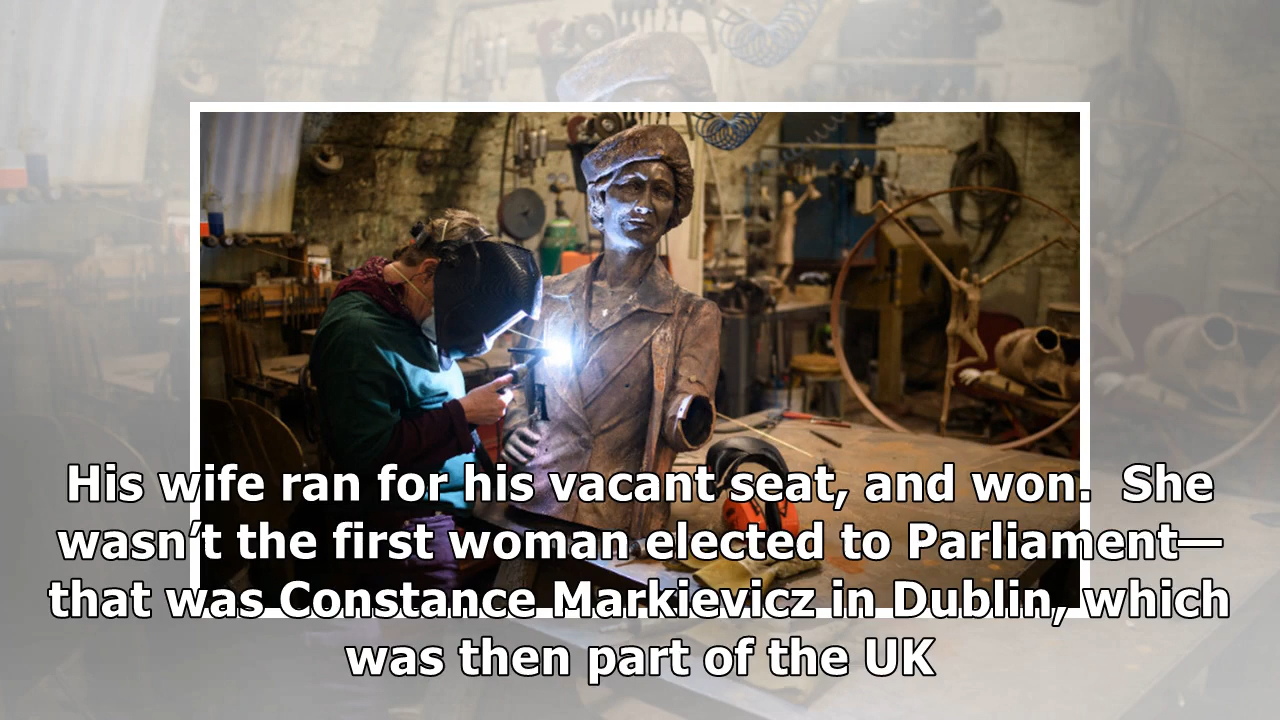 His wife ran for his vacant seat, and won.  She
wasn’t the first woman elected to Parliament—
that was Constance Markievicz in Dublin, which
was then part of the UK